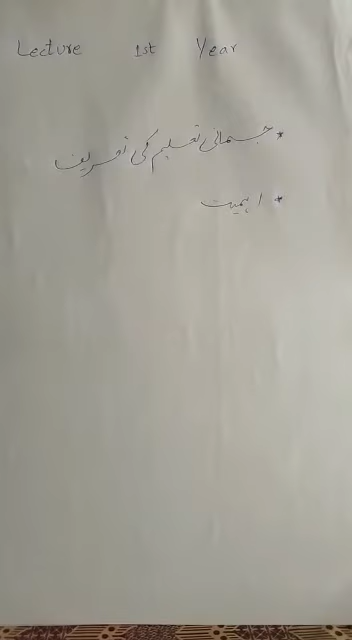 Lecture 1st Year
* جسمانی تعلیم کی تعریف
* اہمیت